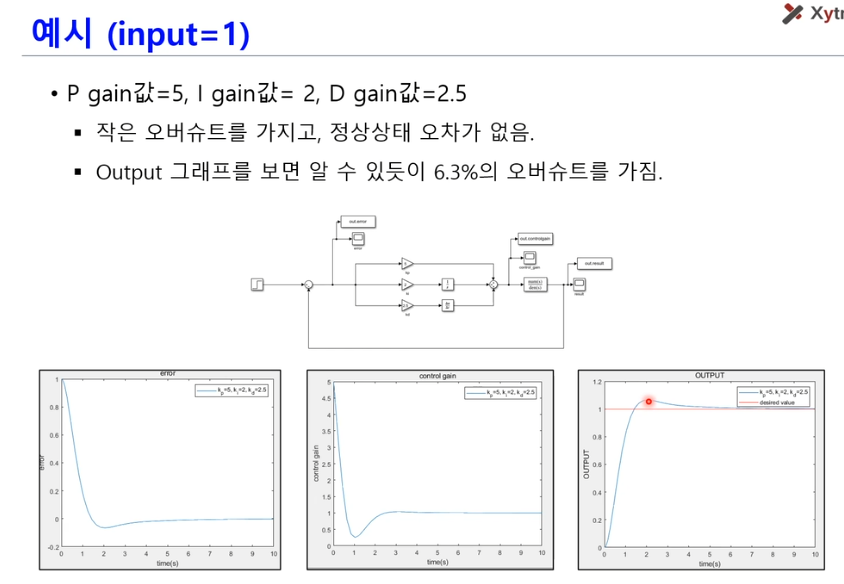 Xytr
예시 (input=1)
• P gain값=5, I gain값= 2, D gain값=2.5
▪ 작은 오버슈트를 가지고, 정상상태 오차가 없음.
▪ Output 그래프를 보면 알 수 있듯이 6.3%의 오버슈트를 가짐.
out.error
error
out.controlgain
control_gain
out.result
result
num(s)
den(s)
error
k_p=5, k_i=2, k_d=2.5
1
0.8
0.6
0.4
0.2
0
-0.2
error
0 1 2 3 4 5 6 7 8 9 10
time(s)
control gain
k_p=5, k_i=2, k_d=2.5
5
4.5
4
3.5
3
2.5
2
1.5
1
0.5
0
control gain
0 1 2 3 4 5 6 7 8 9 10
time(s)
OUTPUT
k_p=5, k_i=2, k_d=2.5
desired value
1.2
1
0.8
0.6
0.4
0.2
0
OUTPUT
0 1 2 3 4 5 6 7 8 9 10
time(s)